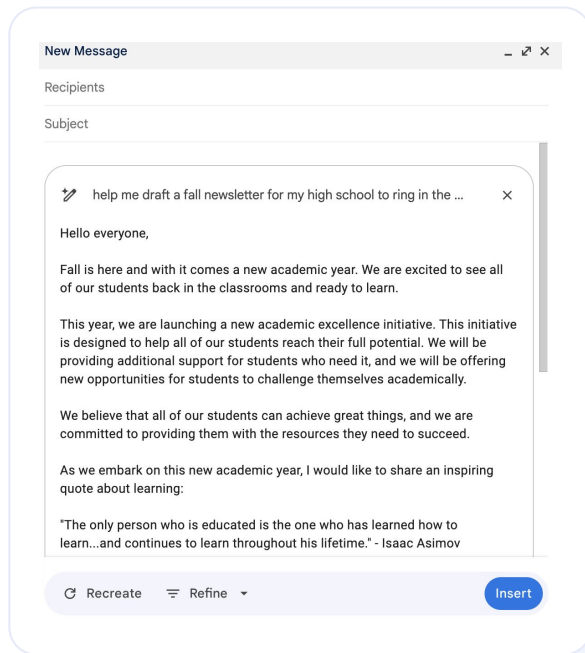 New Message
Recipients
Subject
help me draft a fall newsletter for my high school to ring in the ...
Hello everyone,
Fall is here and with it comes a new academic year. We are excited to see all
of our students back in the classrooms and ready to learn.
This year, we are launching a new academic excellence initiative. This initiative
is designed to help all of our students reach their full potential. We will be
providing additional support for students who need it, and we will be offering
new opportunities for students to challenge themselves academically.
We believe that all of our students can achieve great things, and we are
committed to providing them with the resources they need to succeed.
As we embark on this new academic year, I would like to share an inspiring
quote about learning:
"The only person who is educated is the one who has learned how to
learn...and continues to learn throughout his lifetime." - Isaac Asimov
Recreate Refine Insert